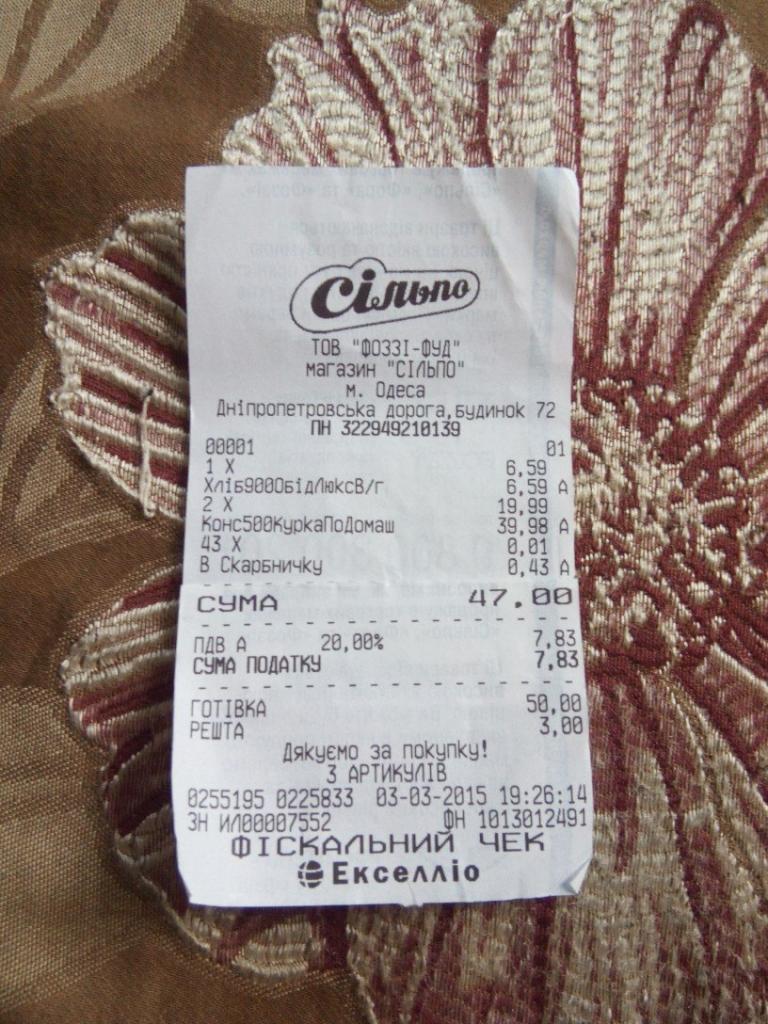 Сільпо
ТОВ "ФОЗЗІ-ФУД"
магазин "СІЛЬПО"
м. Одеса
Дніпропетровська дорога,будинок 72
ПН 322949210139
00001 01
1 X 6,59
Хліб900ОбідЛюксВ/г 6,59 А
2 X 19,99
Конс500КуркаПоДомаш 39,98 А
43 X 0,01
В Скарбничку 0,43 А
СУМА 47.00
ПДВ А 20,00% 7,83
СУМА ПОДАТКУ 7,83
ГОТІВКА 50,00
РЕШТА 3,00
Дякуємо за покупку!
3 АРТИКУЛІВ
0255195 0225833 03-03-2015 19:26:14
ЗН ИЛ00007552 ФН 1013012491
ФІСКАЛЬНИЙ ЧЕК
Екселліо